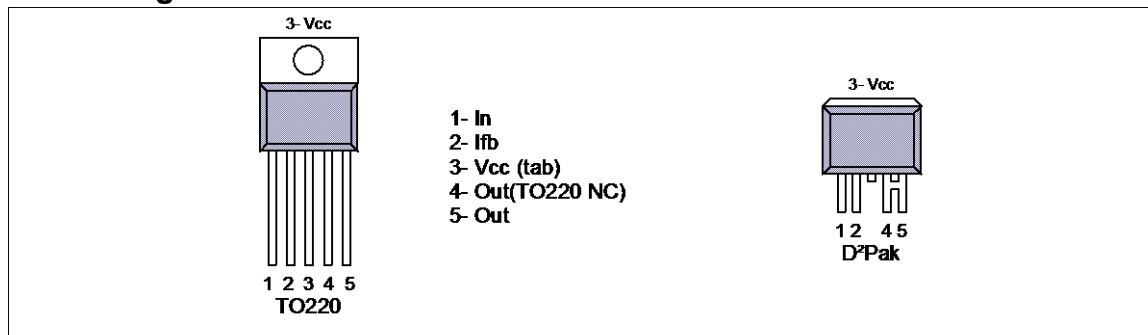 3- Vcc
1 2 3 4 5
TO220
1- In
2- Ifb
3- Vcc (tab)
4- Out(TO220 NC)
5- Out
3- Vcc
1 2 4 5
D²Pak